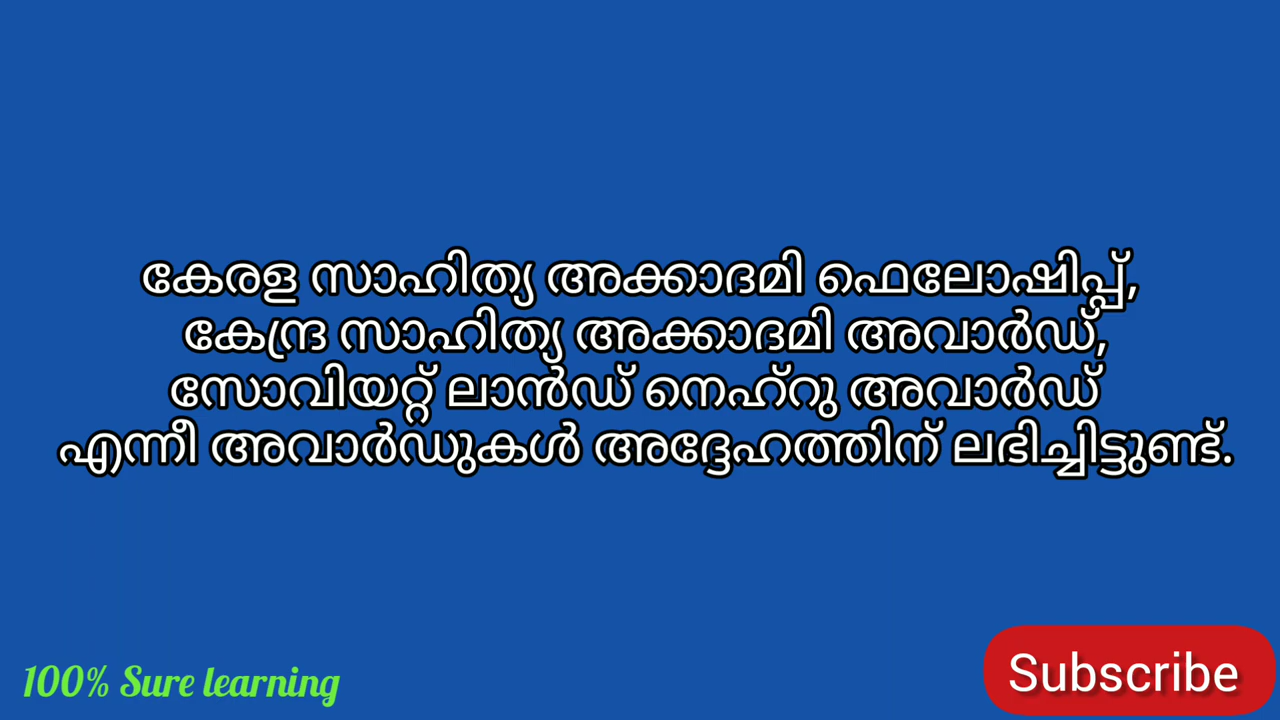 കേരള സാഹിത്യ അക്കാദമി ഫെലോഷിപ്പ്,
കേന്ദ്ര സാഹിത്യ അക്കാദമി അവാർഡ്,
സോവിയറ്റ് ലാൻഡ് നെഹ്റു അവാർഡ്
എന്നീ അവാർഡുകൾ അദ്ദേഹത്തിന് ലഭിച്ചിട്ടുണ്ട്.
100% Sure learning
Subscribe